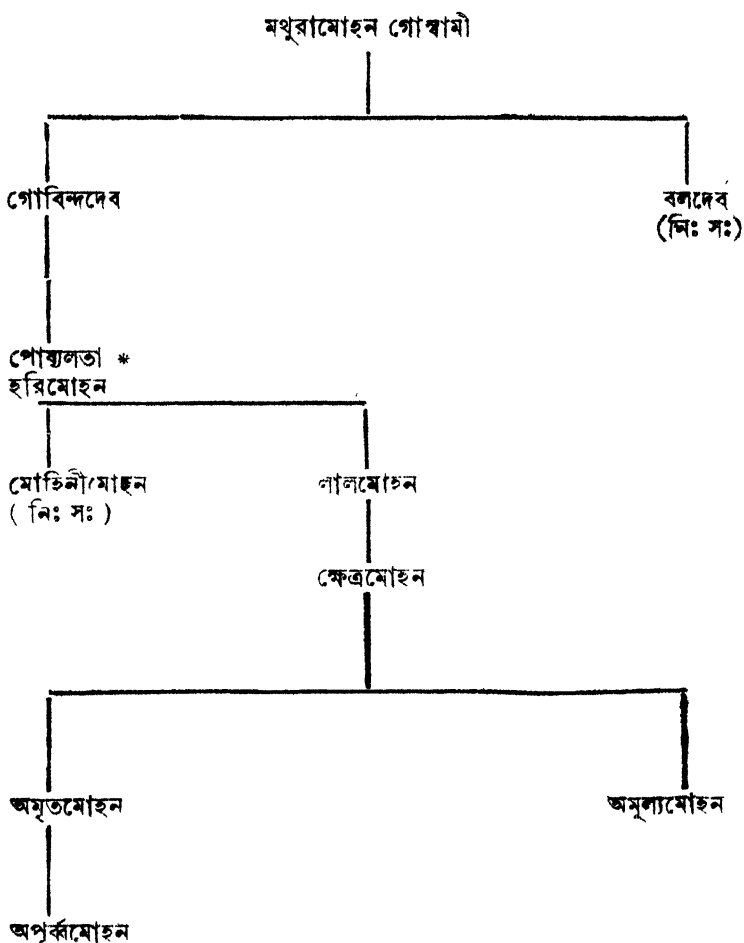 মথুরামোহন গোস্বামী
গোবিন্দদেব
বলদেব
(নিঃ সঃ)
পোষ্যলতা *
হরিমোহন
মোহিনীমোহন
( নিঃ সঃ )
লালমোহন
ক্ষেত্রমোহন
অমৃতমোহন
অমূল্যমোহন
অপূর্ব্বমোহন